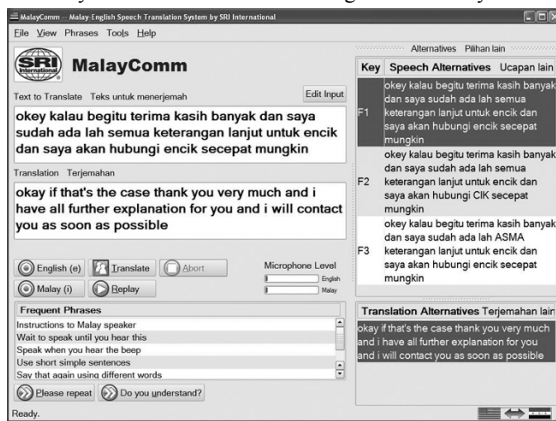 MalayComm -- Malay English Speech Translation System by SRI International
File View Phrases Tools Help
SRI
International
MalayComm
Text to Translate Teks untuk menerjemah
Edit Input
okey kalau begitu terima kasih banyak dan saya
sudah ada lah semua keterangan lanjut untuk encik
dan saya akan hubungi encik secepat mungkin
Translation Terjemahan
okay if that's the case thank you very much and i
have all further explanation for you and i will contact
you as soon as possible
English (e) Translate Abort
Malay (i) Replay
Microphone Level
English
Malay
Frequent Phrases
Instructions to Malay speaker
Wait to speak until you hear this
Speak when you hear the beep
Use short simple sentences
Say that again using different words
Please repeat Do you understand?
Ready.
Alternatives Pilihan lain
Key Speech Alternatives Ucapan lain
F1
okey kalau begitu terima kasih banyak
dan saya sudah ada lah semua
keterangan lanjut untuk encik dan
saya akan hubungi encik secepat
mungkin
F2
okey kalau begitu terima kasih banyak
dan saya sudah ada lah semua
keterangan lanjut untuk encik dan
saya akan hubungi CIK secepat
mungkin
F3
okey kalau begitu terima kasih banyak
dan saya sudah ada lah ASMA
keterangan lanjut untuk encik dan
saya akan hubungi encik secepat
mungkin
Translation Alternatives Terjemahan lain
okay if that's the case thank you very much
and i have all further explanation for you
and i will contact you as soon as possible